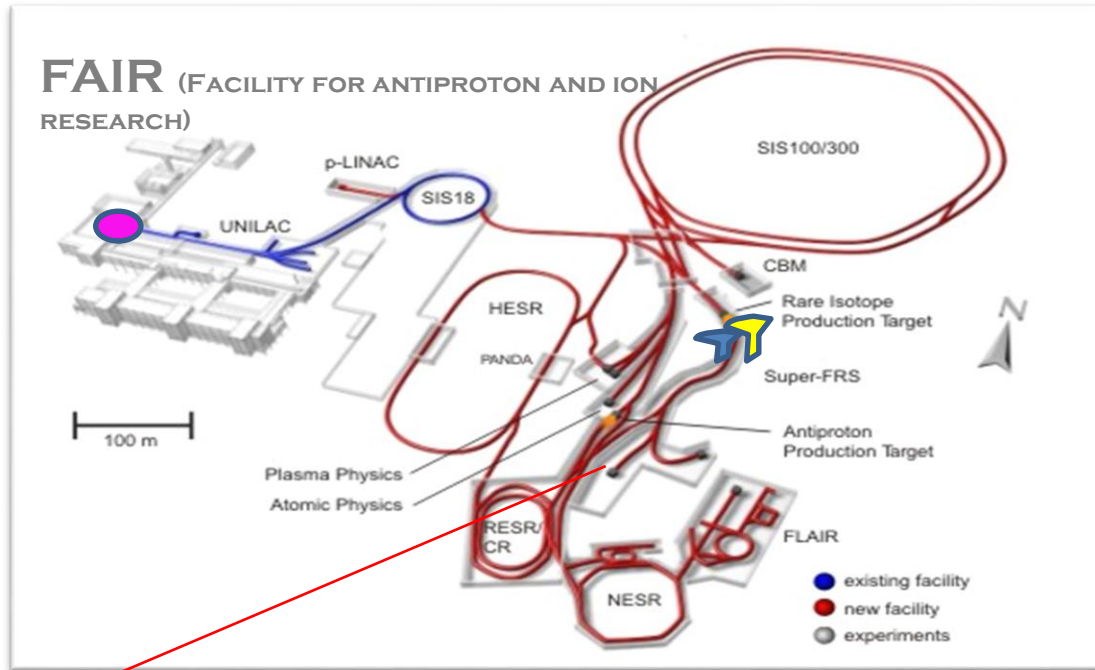 FAIR (FACILITY FOR ANTIPROTON AND ION
RESEARCH)
p-LINAC
SIS18
SIS100/300
UNILAC
CBM
HESR
Rare Isotope
Production Target
N
PANDA
Super-FRS
100 m
Antiproton
Production Target
Plasma Physics
Atomic Physics
RESR/
CR
FLAIR
NESR
existing facility
new facility
experiments